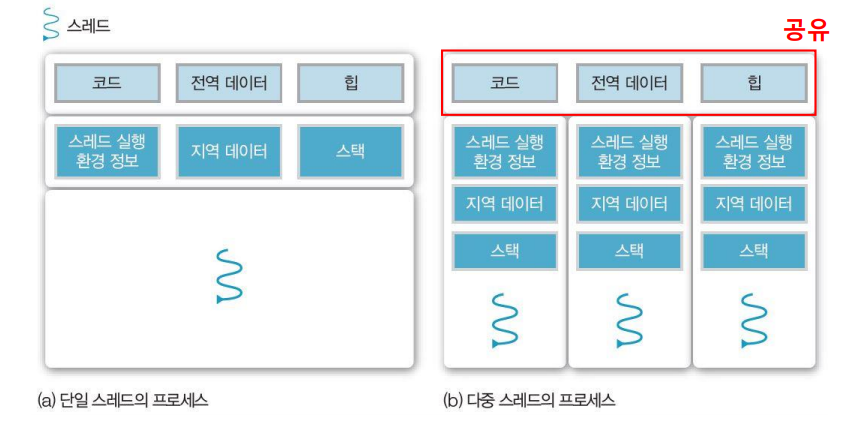 스레드
공유
코드
전역 데이터
힙
스레드 실행
환경 정보
지역 데이터
스택
(a) 단일 스레드의 프로세스
코드
전역 데이터
힙
스레드 실행
환경 정보
스레드 실행
환경 정보
스레드 실행
환경 정보
지역 데이터
지역 데이터
지역 데이터
스택
스택
스택
(b) 다중 스레드의 프로세스